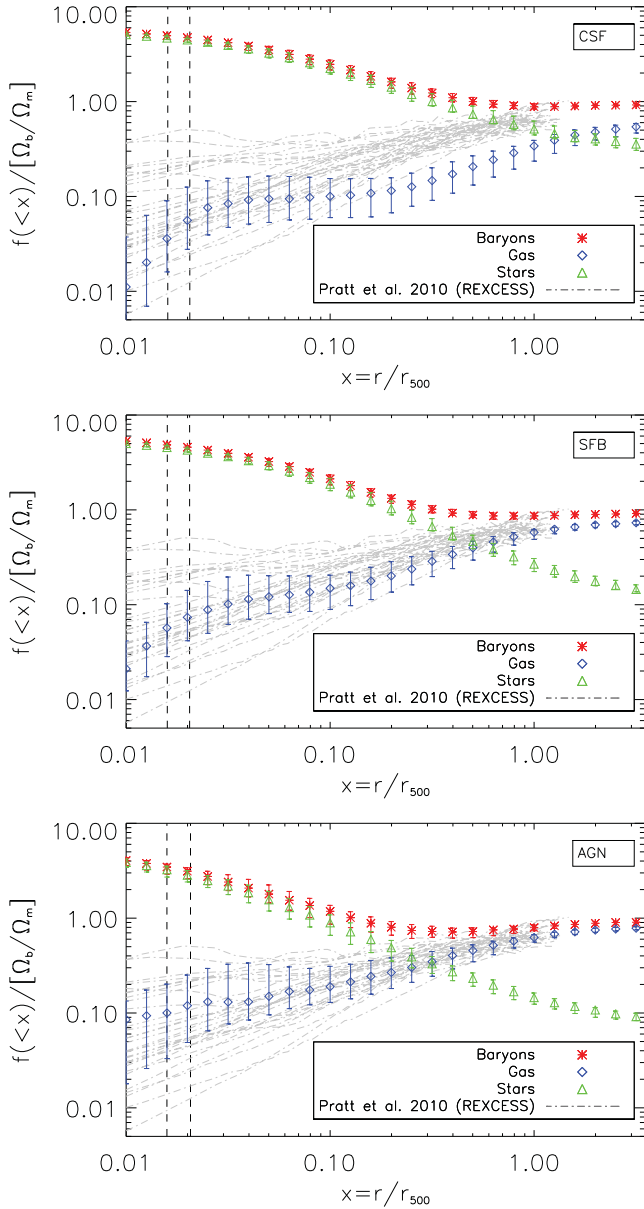 CSF
10.00
1.00
0.10
0.01
f(<x)/[Ω_b/Ω_m]
Baryons
Gas
Stars
Pratt et al. 2010 (REXCESS)
0.01 0.10 1.00
x=r/r_500
SFB
10.00
1.00
0.10
0.01
f(<x)/[Ω_b/Ω_m]
Baryons
Gas
Stars
Pratt et al. 2010 (REXCESS)
0.01 0.10 1.00
x=r/r_500
AGN
10.00
1.00
0.10
0.01
f(<x)/[Ω_b/Ω_m]
Baryons
Gas
Stars
Pratt et al. 2010 (REXCESS)
0.01 0.10 1.00
x=r/r_500